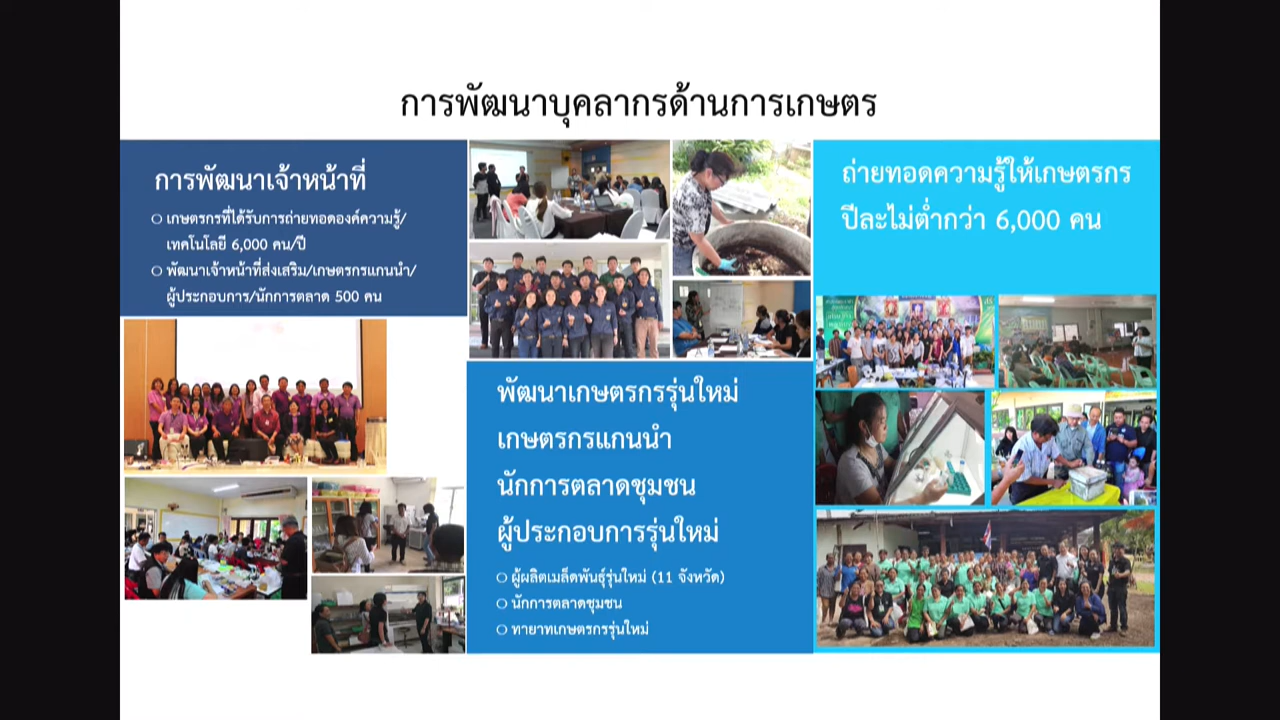 การพัฒนาบุคลากรด้านการเกษตร
การพัฒนาเจ้าหน้าที่
เกษตรกรที่ได้รับการถ่ายทอดองค์ความรู้/
เทคโนโลยี 6,000 คน/ปี
พัฒนาเจ้าหน้าที่ส่งเสริม/เกษตรกรแกนนำ/
ผู้ประกอบการ/นักการตลาด 500 คน
พัฒนาเกษตรกรรุ่นใหม่
เกษตรกรแกนนำ
นักการตลาดชุมชน
ผู้ประกอบการรุ่นใหม่
ผู้ผลิตเมล็ดพันธุ์รุ่นใหม่ (11 จังหวัด)
นักการตลาดชุมชน
ทายาทเกษตรกรรุ่นใหม่
ถ่ายทอดความรู้ให้เกษตรกร
ปีละไม่ต่ำกว่า 6,000 คน